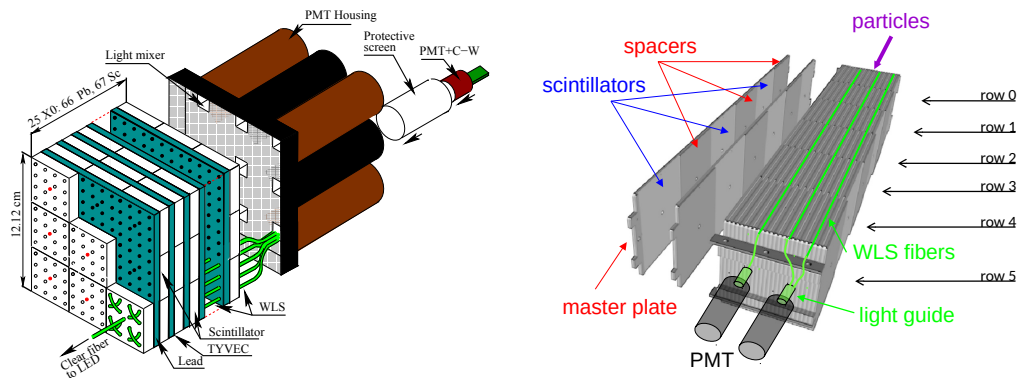 PMT Housing
Protective
screen
PMT+C−W
Light mixer
25 X0: 66 Pb, 67 Sc
12.12 cm
WLS
Scintillator
TYVEC
Lead
Clear fiber
to LED
particles
spacers
scintillators
row 0
row 1
row 2
row 3
row 4
WLS fibers
row 5
master plate
light guide
PMT